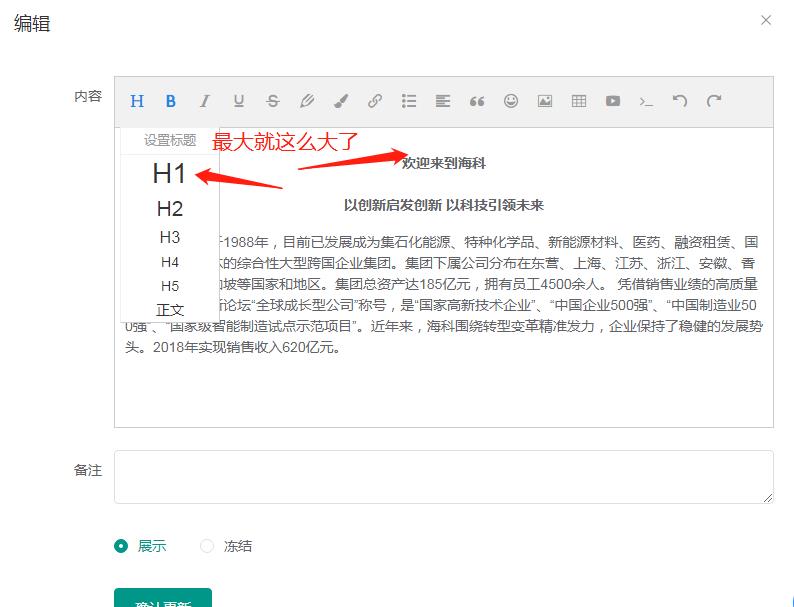 编辑
内容
H B I U S
设置标题
最大就这么大了
H1
H2
H3
H4
H5
正文
欢迎来到海科
以创新启发创新 以科技引领未来
1988年，目前已发展成为集石化能源、特种化学品、新能源材料、医药、融资租赁、国
的综合性大型跨国企业集团。集团下属公司分布在东营、上海、江苏、浙江、安徽、香
坡等国家和地区。集团总资产达185亿元，拥有员工4500余人。 凭借销售业绩的高质量
新论坛“全球成长型公司”称号，是“国家高新技术企业”、“中国企业500强”、“中国制造业50
0强”、“国家级智能制造试点示范项目”。近年来，海科围绕转型变革精准发力，企业保持了稳健的发展势
头。2018年实现销售收入620亿元。
备注
展示 冻结
确认更新